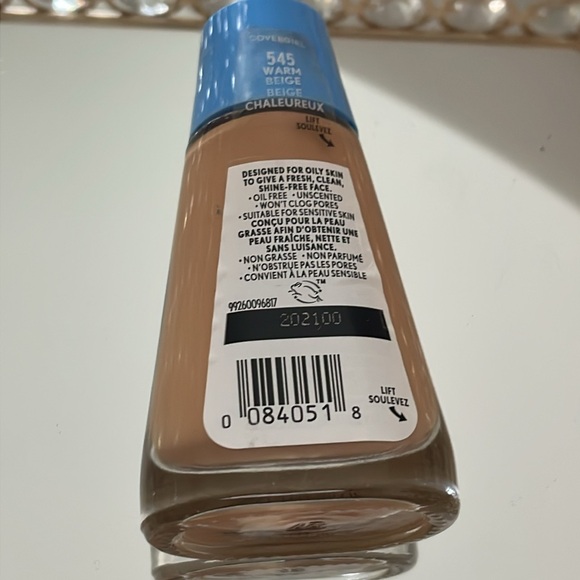 COVERGIRL
545
WARM
BEIGE
BEIGE
CHALEUREUX
LIFT
SOULEVEZ
DESIGNED FOR OILY SKIN
TO GIVE A FRESH, CLEAN,
SHINE-FREE FACE.
• OIL FREE • UNSCENTED
• WON'T CLOG PORES
• SUITABLE FOR SENSITIVE SKIN
CONÇU POUR LA PEAU
GRASSE AFIN D'OBTENIR UNE
PEAU FRAÎCHE, NETTE ET
SANS LUISANCE.
• NON GRASSE • NON PARFUMÉ
• N'OBSTRUE PAS LES PORES
• CONVIENT À LA PEAU SENSIBLE
TM
99260096817
202100
LIFT
SOULEVEZ
0 084051 8